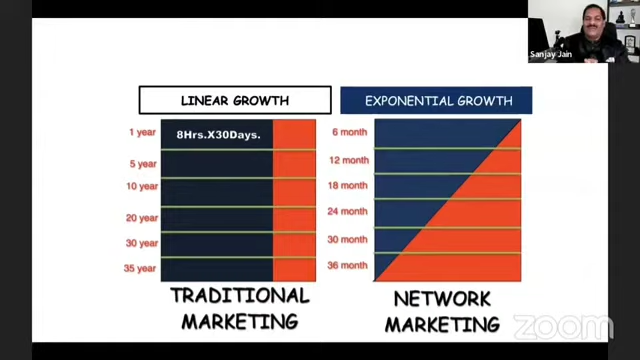 Sanjay Jain
LINEAR GROWTH
1 year
8Hrs.X30Days.
5 year
10 year
20 year
30 year
35 year
TRADITIONAL
MARKETING
EXPONENTIAL GROWTH
6 month
12 month
18 month
24 month
30 month
36 month
NETWORK
MARKETING
zoom